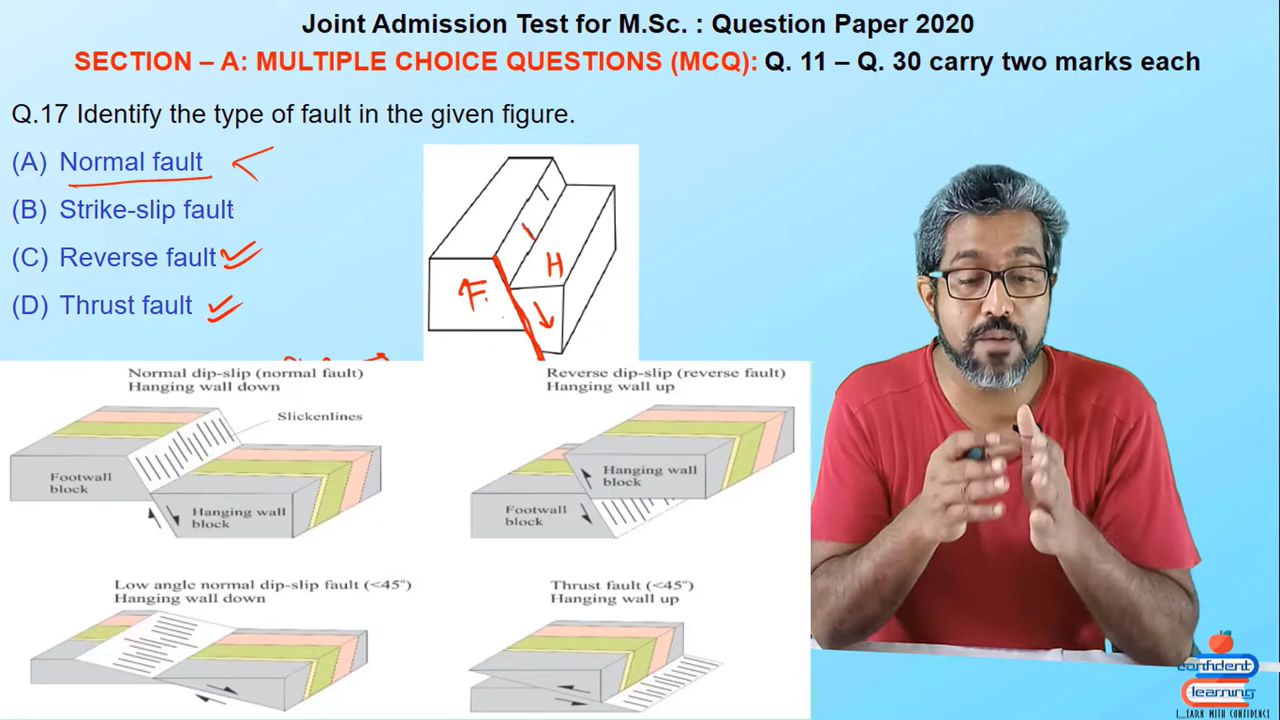 Joint Admission Test for M.Sc. : Question Paper 2020
SECTION – A: MULTIPLE CHOICE QUESTIONS (MCQ): Q. 11 – Q. 30 carry two marks each
Q.17 Identify the type of fault in the given figure.
(A) Normal fault
(B) Strike-slip fault
(C) Reverse fault
(D) Thrust fault
F
H
Normal dip-slip (normal fault)
Hanging wall down
Slickenlines
Footwall
block
Hanging wall
block
Reverse dip-slip (reverse fault)
Hanging wall up
Hanging wall
block
Footwall
block
Low angle normal dip-slip fault (<45°)
Hanging wall down
Thrust fault (<45°)
Hanging wall up
confident
learning
LEARN WITH CONFIDENCE